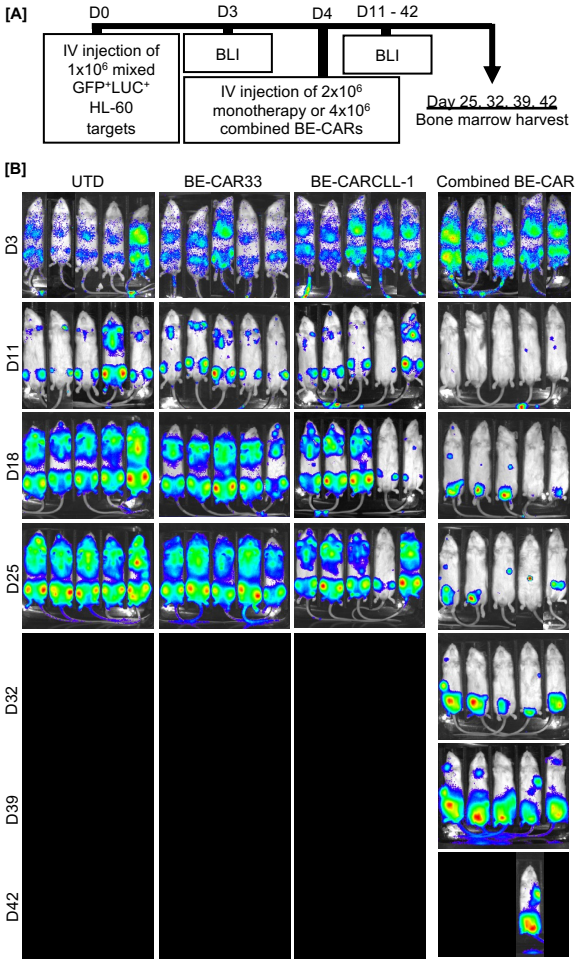 [A]
D0 D3 D4 D11 - 42
IV injection of
1x10⁶ mixed
GFP⁺LUC⁺
HL-60
targets
BLI
IV injection of 2x10⁶
monotherapy or 4x10⁶
combined BE-CARs
BLI
Day 25, 32, 39, 42
Bone marrow harvest
[B]
UTD BE-CAR33 BE-CARCLL-1 Combined BE-CAR
D3
D11
D18
D25
D32
D39
D42